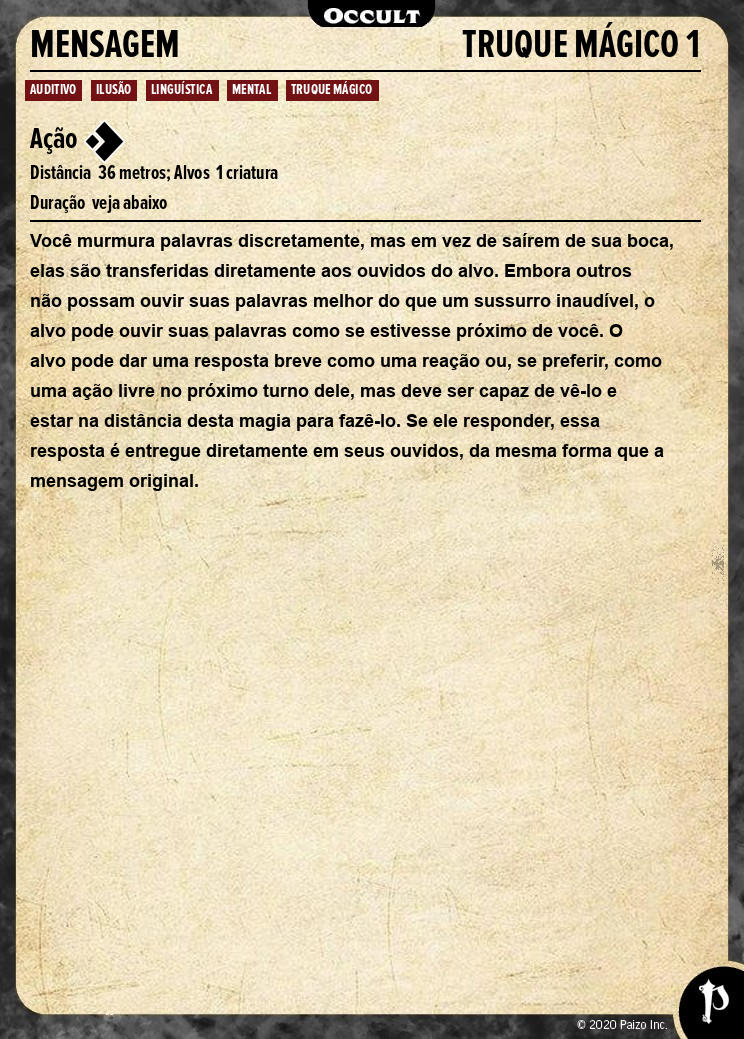 OCCULT
MENSAGEM TRUQUE MÁGICO 1
AUDITIVO ILUSÃO LINGUÍSTICA MENTAL TRUQUE MÁGICO
Ação
Distância 36 metros; Alvos 1 criatura
Duração veja abaixo
Você murmura palavras discretamente, mas em vez de saírem de sua boca,
elas são transferidas diretamente aos ouvidos do alvo. Embora outros
não possam ouvir suas palavras melhor do que um sussurro inaudível, o
alvo pode ouvir suas palavras como se estivesse próximo de você. O
alvo pode dar uma resposta breve como uma reação ou, se preferir, como
uma ação livre no próximo turno dele, mas deve ser capaz de vê-lo e
estar na distância desta magia para fazê-lo. Se ele responder, essa
resposta é entregue diretamente em seus ouvidos, da mesma forma que a
mensagem original.
© 2020 Paizo Inc.
P